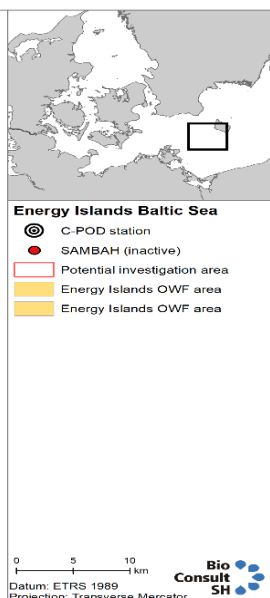 Energy Islands Baltic Sea
C-POD station
SAMBAH (inactive)
Potential investigation area
Energy Islands OWF area
Energy Islands OWF area
0 5 10
km
Datum: ETRS 1989
Projection: Transverse Mercator
Bio
Consult
SH